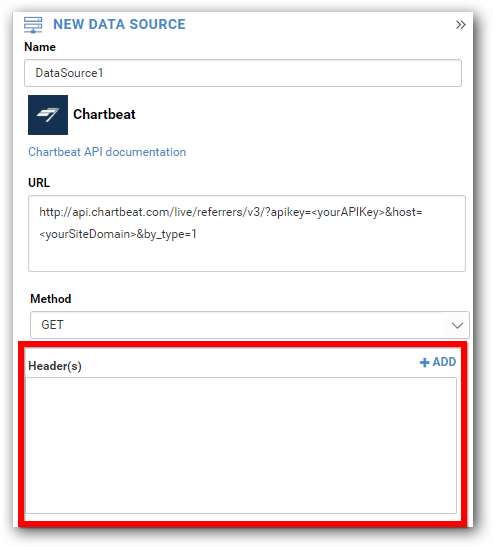 NEW DATA SOURCE
Name
DataSource1
Chartbeat
Chartbeat API documentation
URL
http://api.chartbeat.com/live/referrers/v3/?apikey=<yourAPIKey>&host=
<yourSiteDomain>&by_type=1
Method
GET
Header(s)
+ ADD